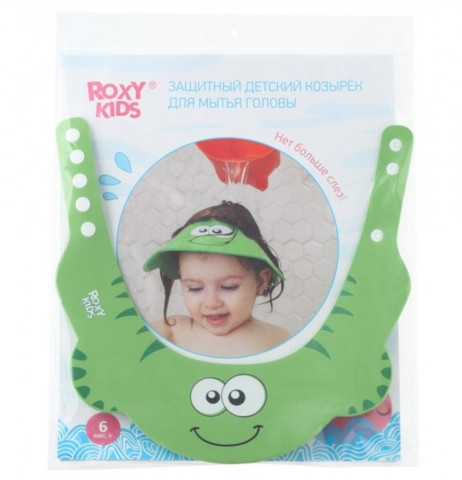 ROXY®
KIDS
ЗАЩИТНЫЙ ДЕТСКИЙ КОЗЫРЁК
ДЛЯ МЫТЬЯ ГОЛОВЫ
Нет больше слез!
ROXY
KIDS
6
МЕС. +